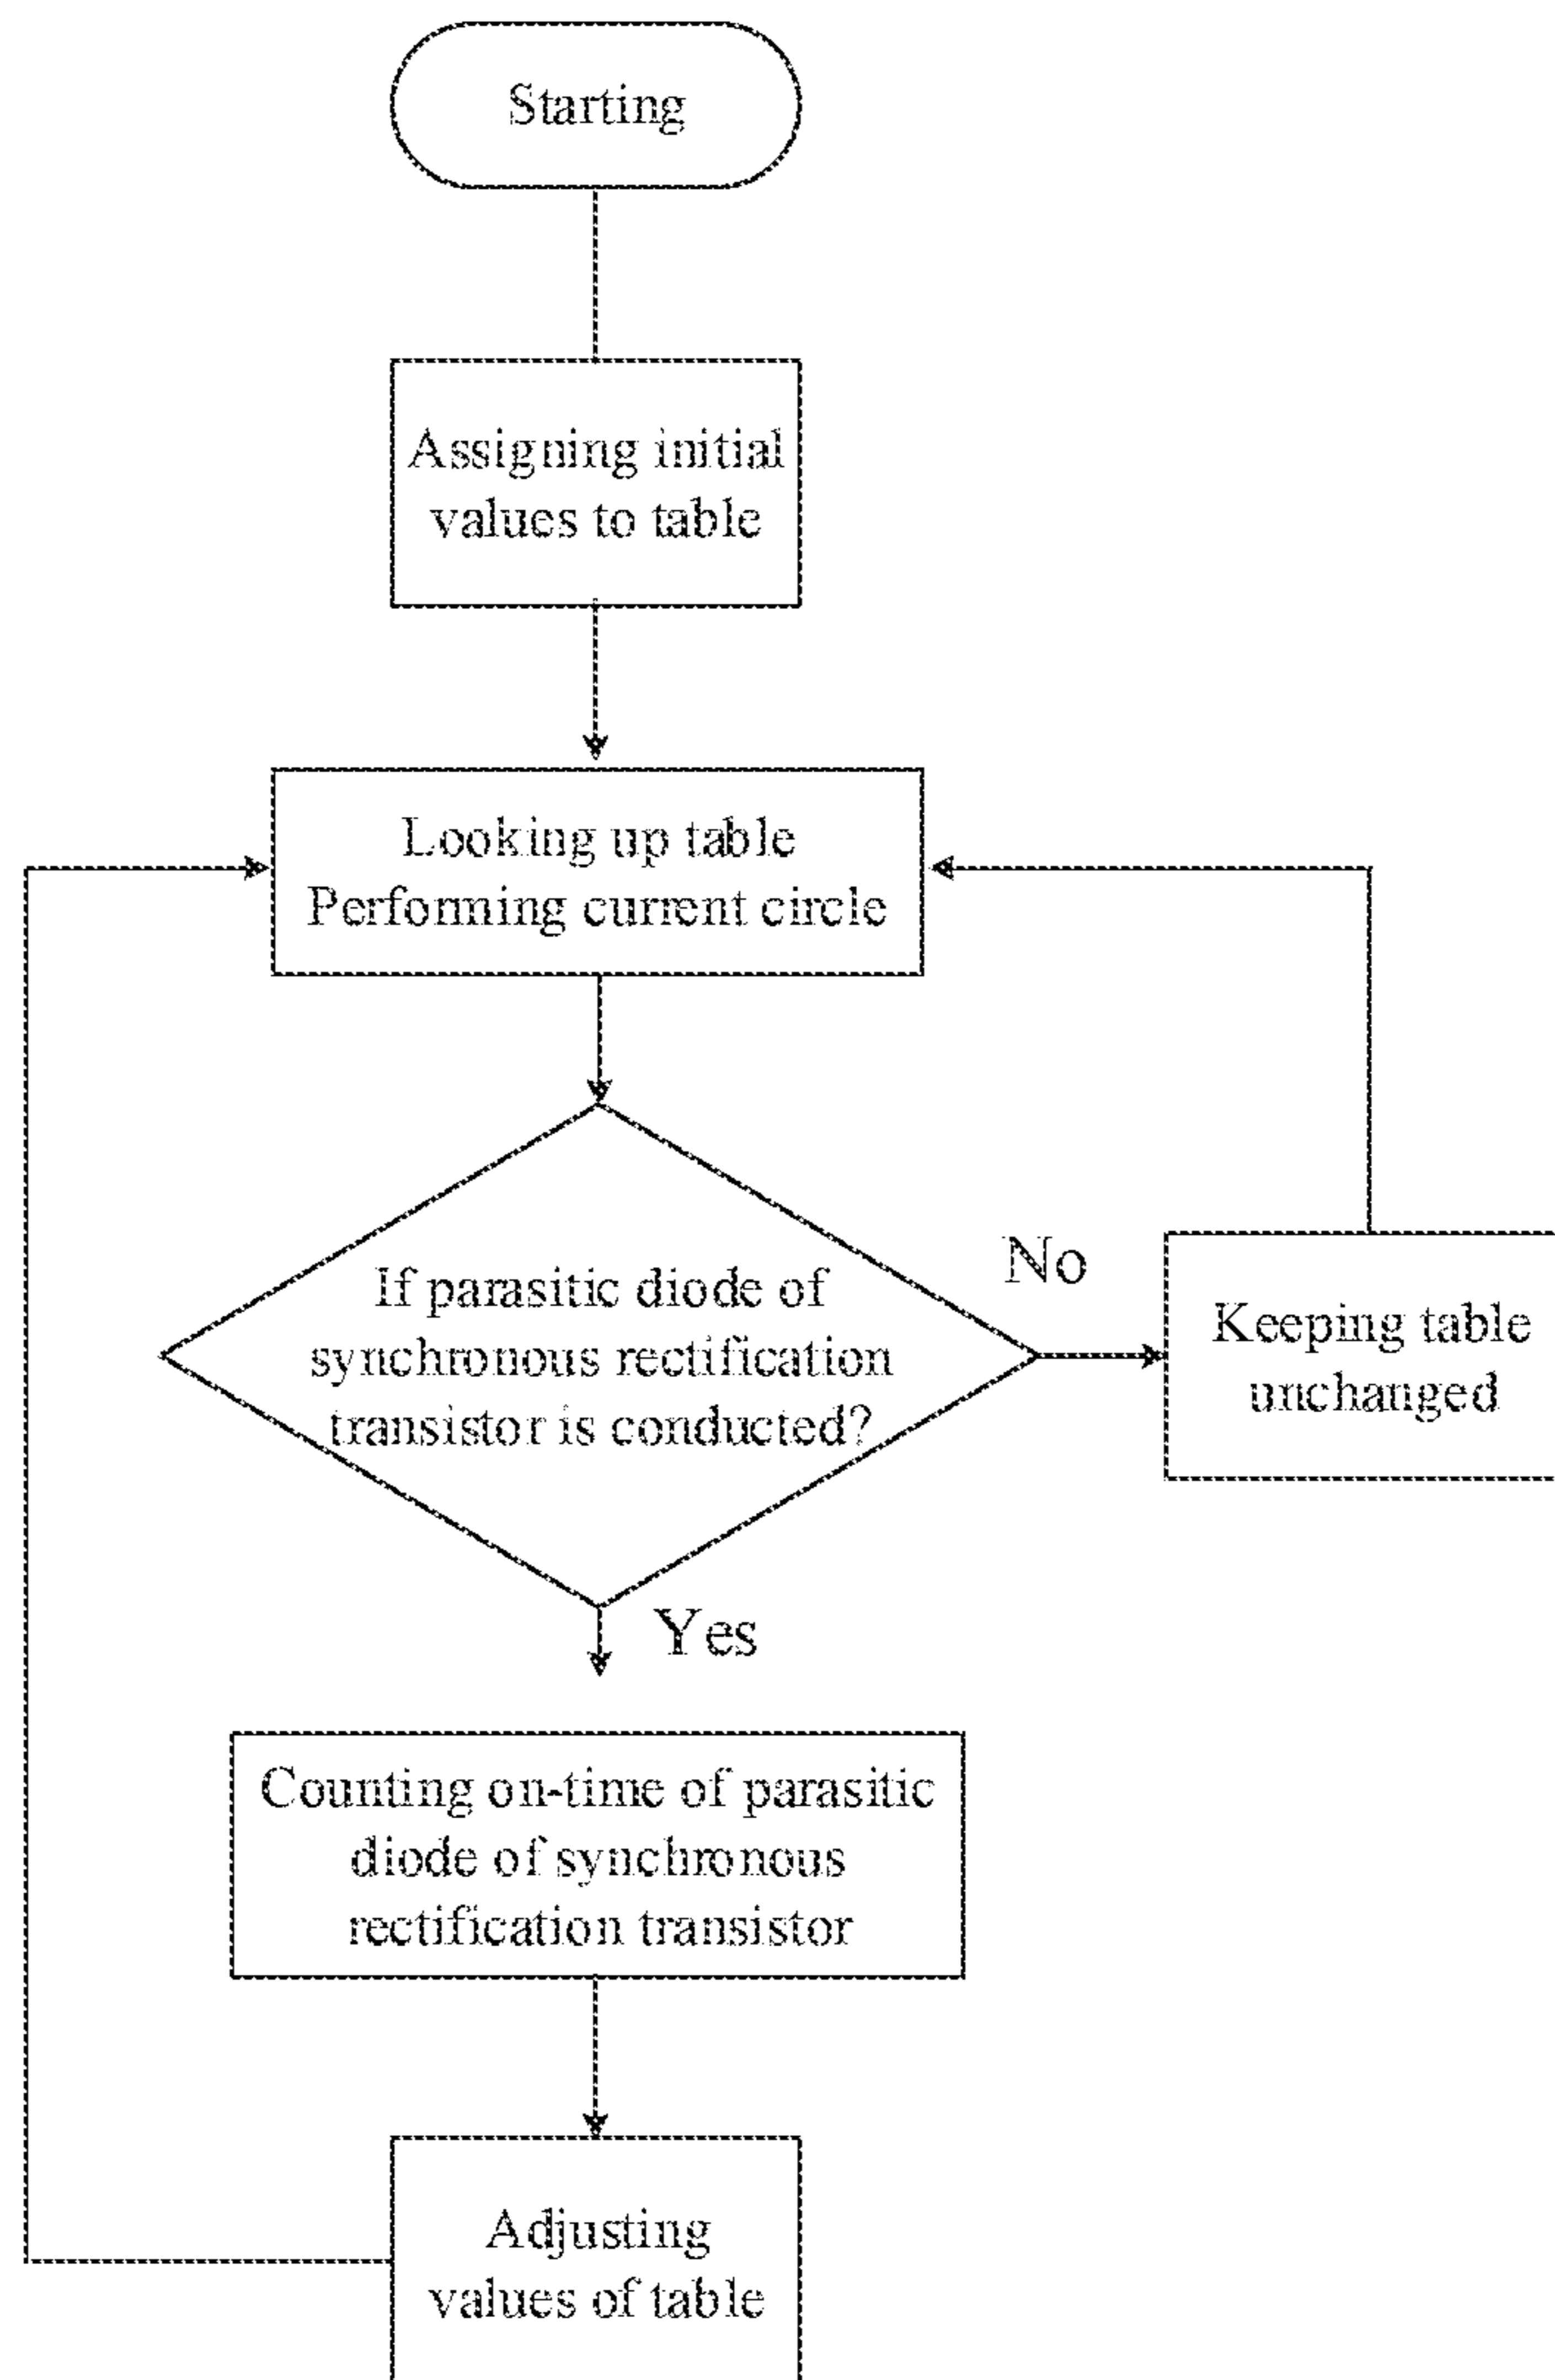 Starting
Assigning initial
values to table
Looking up table
Performing current circle
If parasitic diode of
synchronous rectification
transistor is conducted?
No
Keeping table
unchanged
Yes
Counting on-time of parasitic
diode of synchronous
rectification transistor
Adjusting
values of table